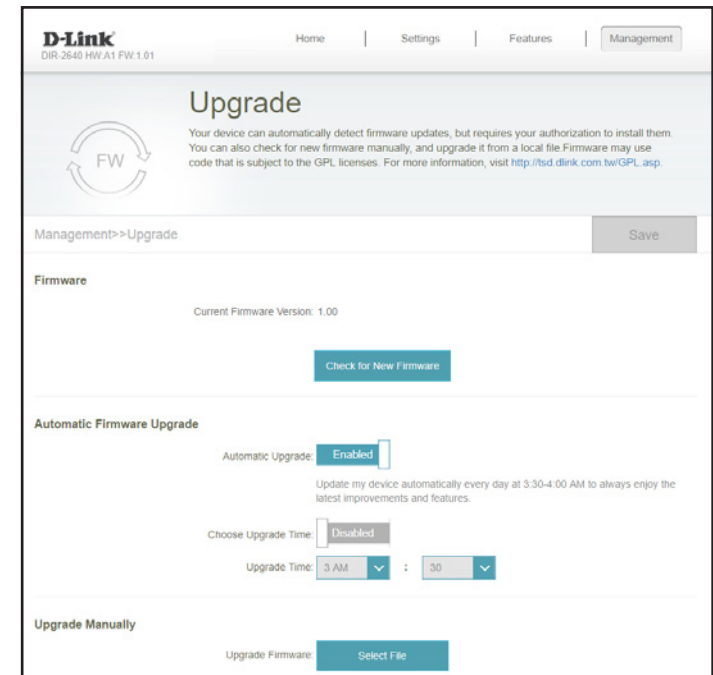 D-Link
DIR-2640 HW:A1 FW:1.01
Home | Settings | Features | Management
Upgrade
Your device can automatically detect firmware updates, but requires your authorization to install them.
You can also check for new firmware manually, and upgrade it from a local file.Firmware may use
code that is subject to the GPL licenses. For more information, visit http://tsd.dlink.com.tw/GPL.asp.
FW
Management>>Upgrade
Save
Firmware
Current Firmware Version: 1.00
Check for New Firmware
Automatic Firmware Upgrade
Automatic Upgrade: Enabled
Update my device automatically every day at 3:30-4:00 AM to always enjoy the
latest improvements and features.
Choose Upgrade Time: Disabled
Upgrade Time: 3 AM : 30
Upgrade Manually
Upgrade Firmware: Select File